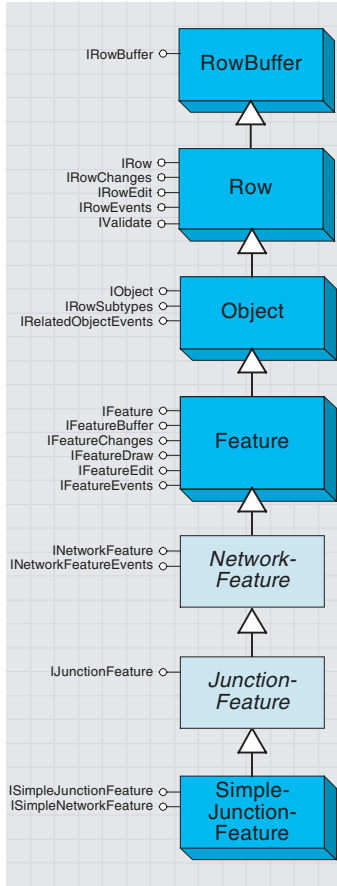 IRowBuffer
RowBuffer
IRow
IRowChanges
IRowEdit
IRowEvents
IValidate
Row
IObject
IRowSubtypes
IRelatedObjectEvents
Object
IFeature
IFeatureBuffer
IFeatureChanges
IFeatureDraw
IFeatureEdit
IFeatureEvents
Feature
INetworkFeature
INetworkFeatureEvents
Network-
Feature
IJunctionFeature
Junction-
Feature
ISimpleJunctionFeature
ISimpleNetworkFeature
Simple-
Junction-
Feature